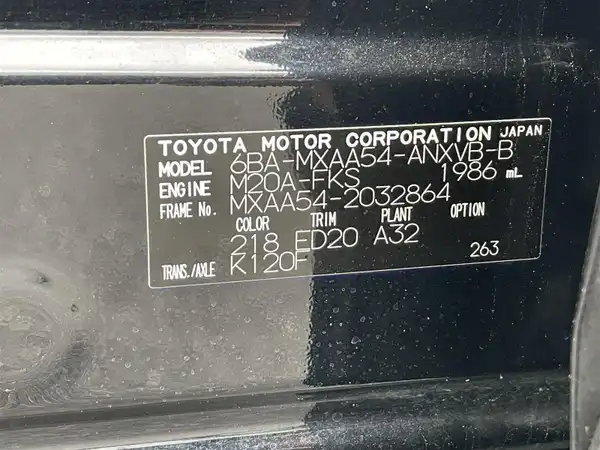 TOYOTA MOTOR CORPORATION JAPAN
MODEL 6BA-MXAA54-ANXVB-B
ENGINE M20A-FKS 1986 mL
FRAME No. MXAA54-2032864
COLOR TRIM PLANT OPTION
218 ED20 A32
TRANS./AXLE K120F 263